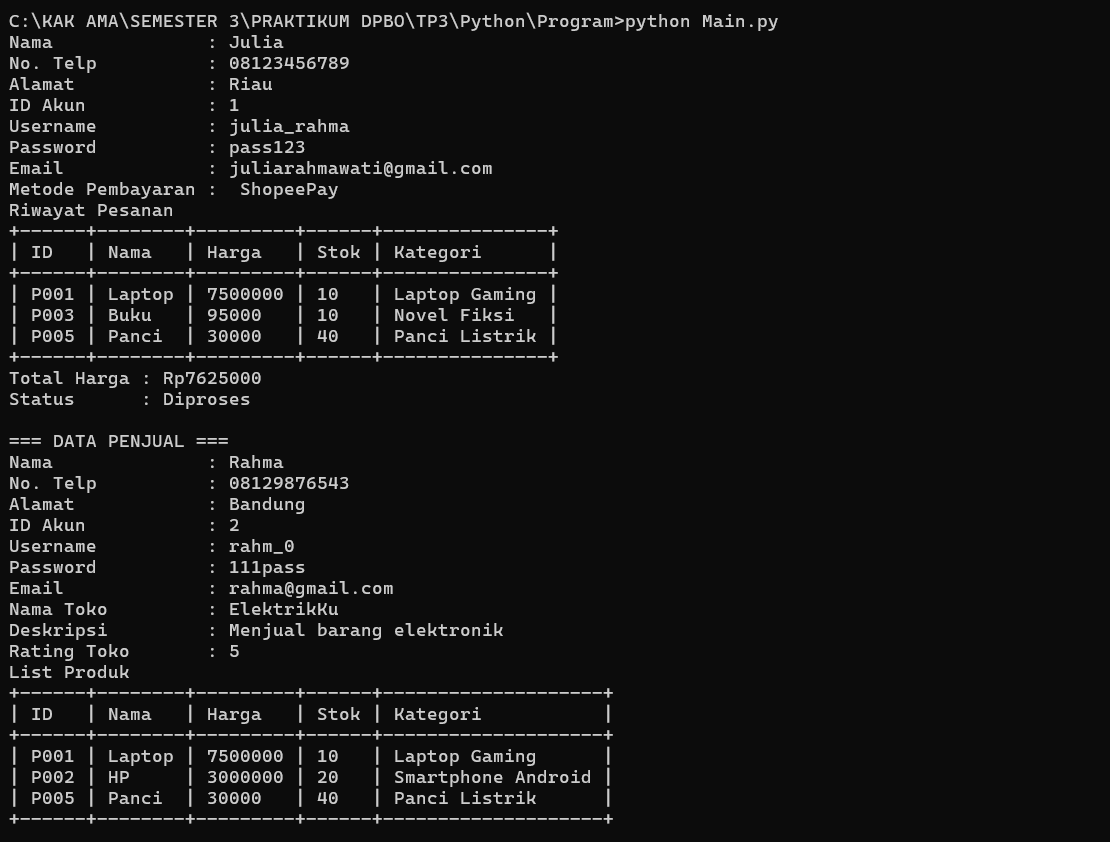 C:\KAK AMA\SEMESTER 3\PRAKTIKUM DPBO\TP3\Python\Program>python Main.py
Nama              : Julia
No. Telp          : 08123456789
Alamat            : Riau
ID Akun           : 1
Username          : julia_rahma
Password          : pass123
Email             : juliarahmawati@gmail.com
Metode Pembayaran :  ShopeePay
Riwayat Pesanan
+------+--------+---------+------+---------------+
| ID   | Nama   | Harga   | Stok | Kategori      |
+------+--------+---------+------+---------------+
| P001 | Laptop | 7500000 | 10   | Laptop Gaming |
| P003 | Buku   | 95000   | 10   | Novel Fiksi   |
| P005 | Panci  | 30000   | 40   | Panci Listrik |
+------+--------+---------+------+---------------+
Total Harga : Rp7625000
Status      : Diproses

=== DATA PENJUAL ===
Nama              : Rahma
No. Telp          : 08129876543
Alamat            : Bandung
ID Akun           : 2
Username          : rahm_0
Password          : 111pass
Email             : rahma@gmail.com
Nama Toko         : ElektrikKu
Deskripsi         : Menjual barang elektronik
Rating Toko       : 5
List Produk
+------+--------+---------+------+--------------------+
| ID   | Nama   | Harga   | Stok | Kategori           |
+------+--------+---------+------+--------------------+
| P001 | Laptop | 7500000 | 10   | Laptop Gaming      |
| P002 | HP     | 3000000 | 20   | Smartphone Android |
| P005 | Panci  | 30000   | 40   | Panci Listrik      |
+------+--------+---------+------+--------------------+